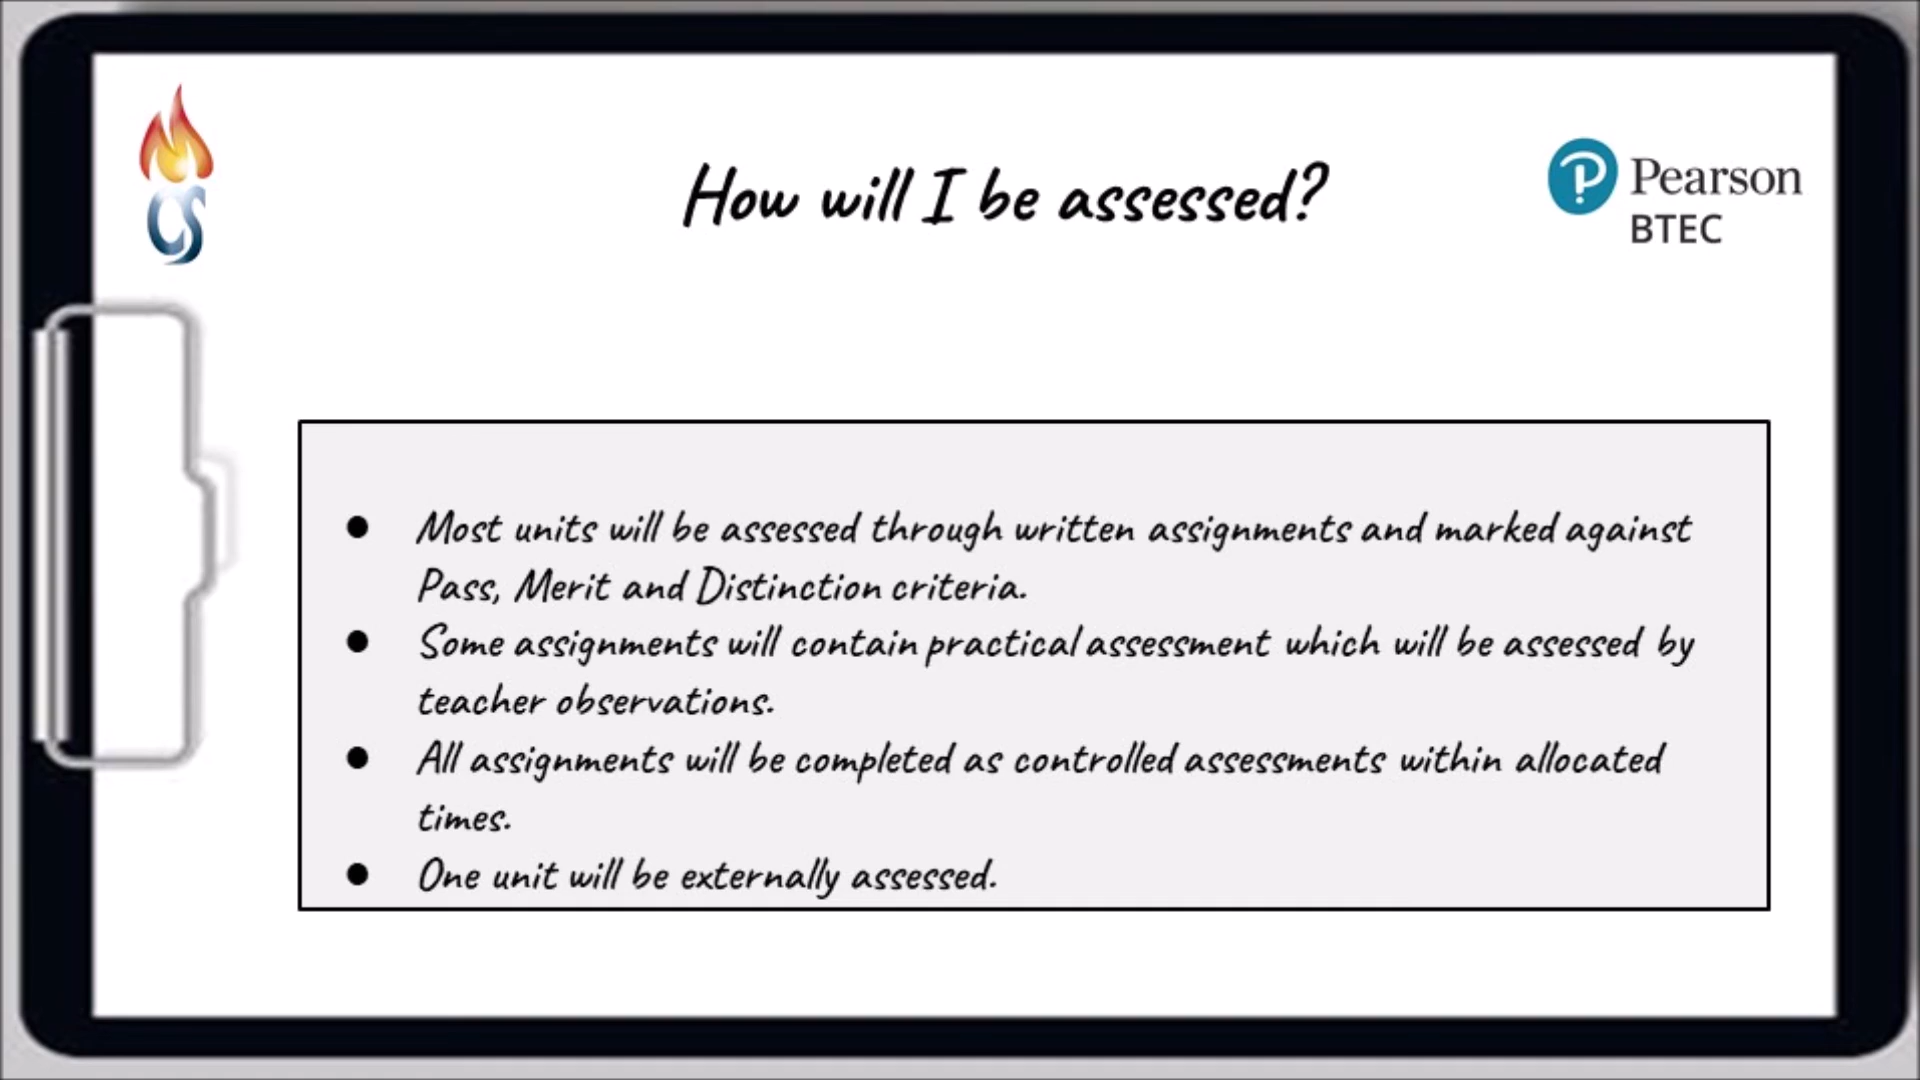 CS
How will I be assessed?
Pearson
BTEC
● Most units will be assessed through written assignments and marked against
Pass, Merit and Distinction criteria.
● Some assignments will contain practical assessment which will be assessed by
teacher observations.
● All assignments will be completed as controlled assessments within allocated
times.
● One unit will be externally assessed.